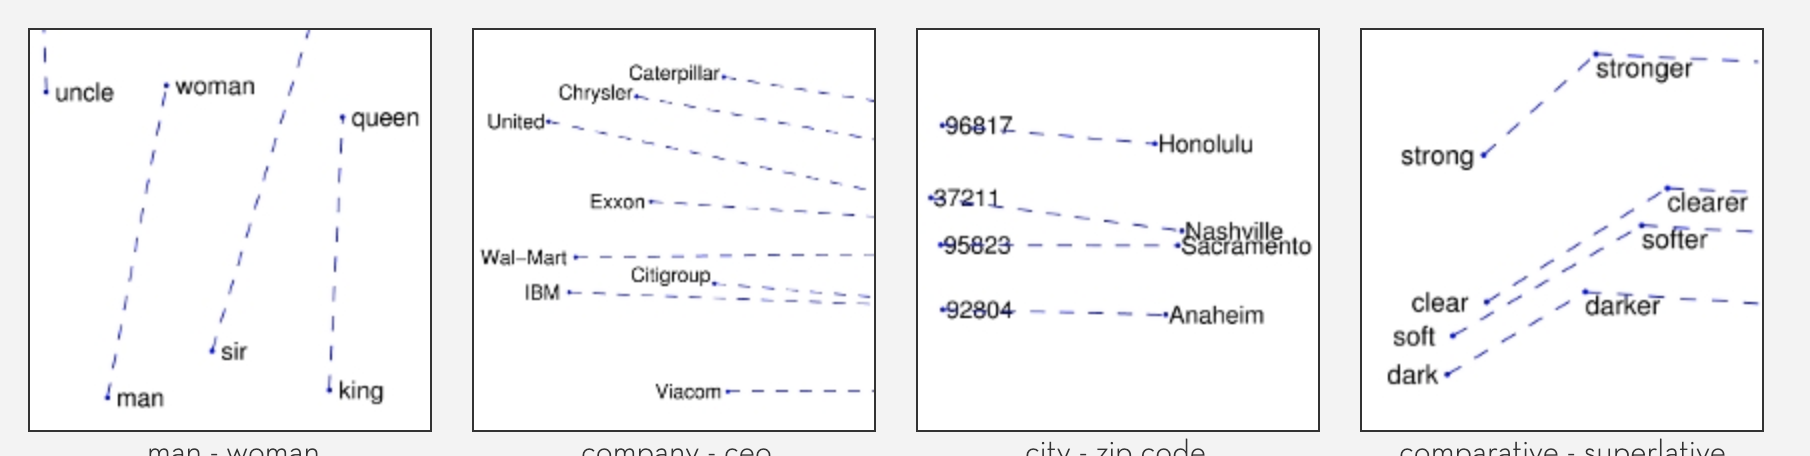 uncle
woman
queen
sir
man
king
Caterpillar
Chrysler
United
Exxon
Wal-Mart
Citigroup
IBM
Viacom
96817
Honolulu
37211
Nashville
95823
Sacramento
92804
Anaheim
stronger
strong
clearer
softer
clear
darker
soft
dark
man - woman
company - ceo
city - zip code
comparative - superlative